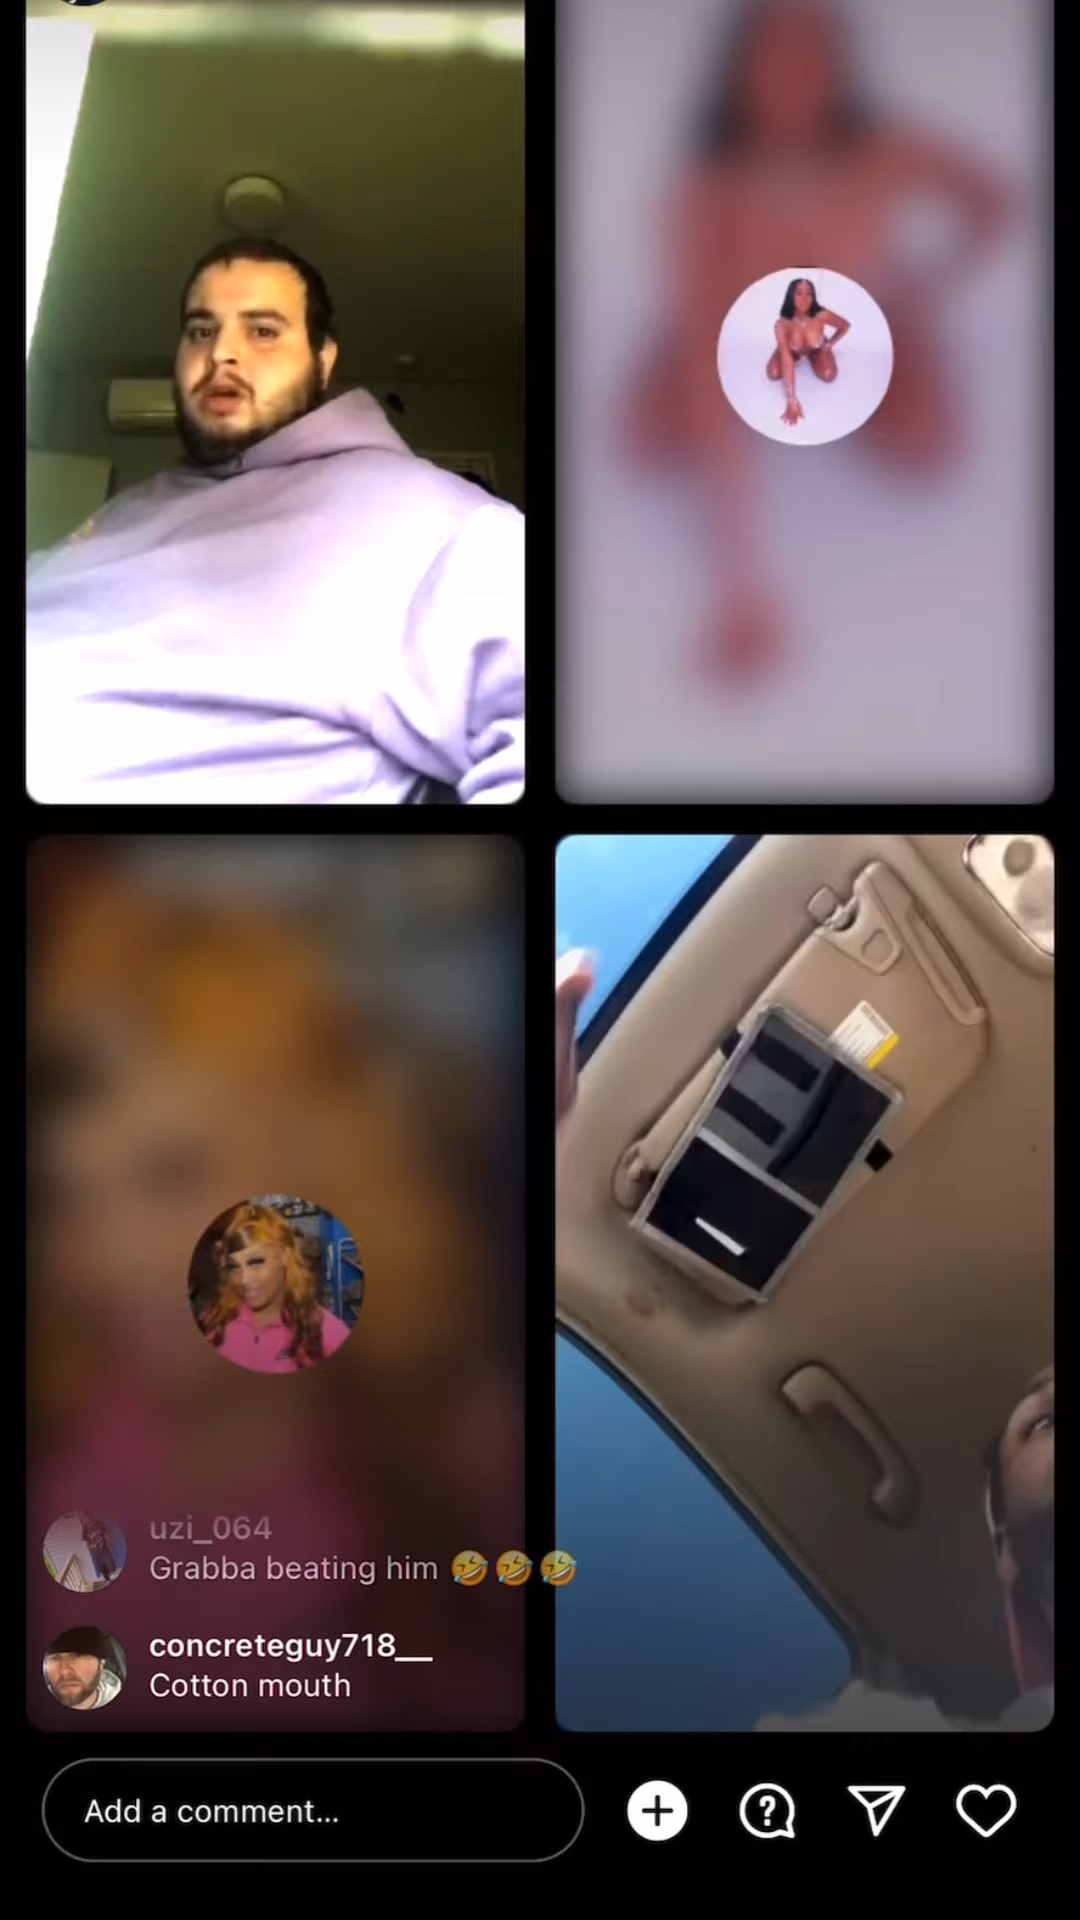 uzi_064
Grabba beating him 🤣🤣🤣
concreteguy718__
Cotton mouth
Add a comment...